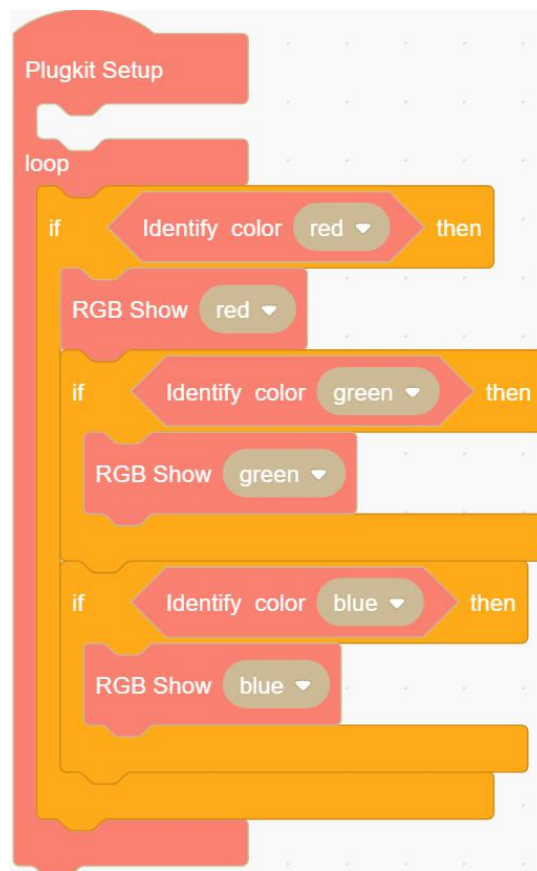 Plugkit Setup
loop
if Identify color red then
RGB Show red
if Identify color green then
RGB Show green
if Identify color blue then
RGB Show blue